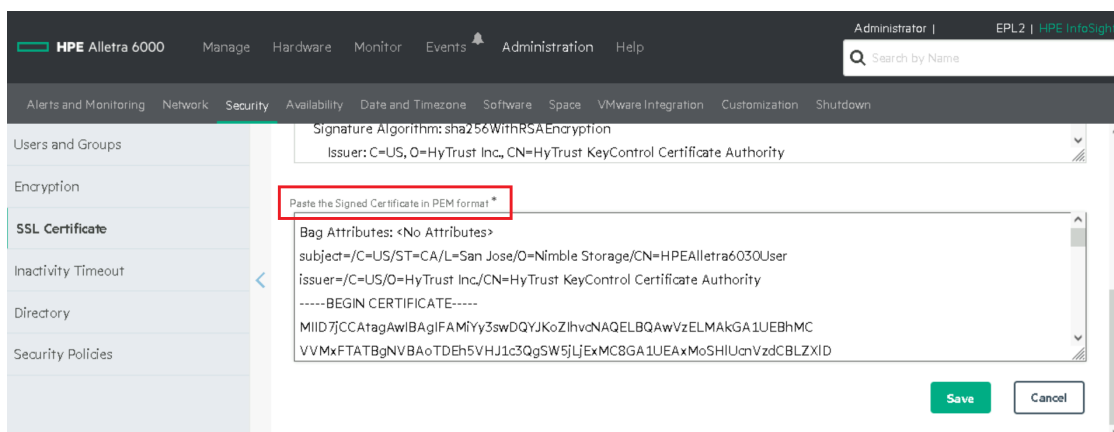 HPE Alletra 6000 Manage Hardware Monitor Events Administration Help
Administrator | EPL2 | HPE InfoSight
Search by Name
Alerts and Monitoring Network Security Availability Date and Timezone Software Space VMware Integration Customization Shutdown
Users and Groups
Encryption
SSL Certificate
Inactivity Timeout
Directory
Security Policies
Signature Algorithm: sha256WithRSAEncryption
Issuer: C=US, O=HyTrust Inc., CN=HyTrust KeyControl Certificate Authority
Paste the Signed Certificate in PEM format *
Bag Attributes: <No Attributes>
subject=/C=US/ST=CA/L=San Jose/O=Nimble Storage/CN=HPEAlletra6030User
issuer=/C=US/O=HyTrust Inc./CN=HyTrust KeyControl Certificate Authority
-----BEGIN CERTIFICATE-----
MIID7jCCAtagAwIBAgIFAMiYy3swDQYJKoZIhvcNAQELBQAwVzELMAkGA1UEBhMC
VVMxFTATBgNVBAoTDEh5VHJ1c3QgSW5jLjExMC8GA1UEAxMoSHlUcnVzdCBLZXlD
Save Cancel